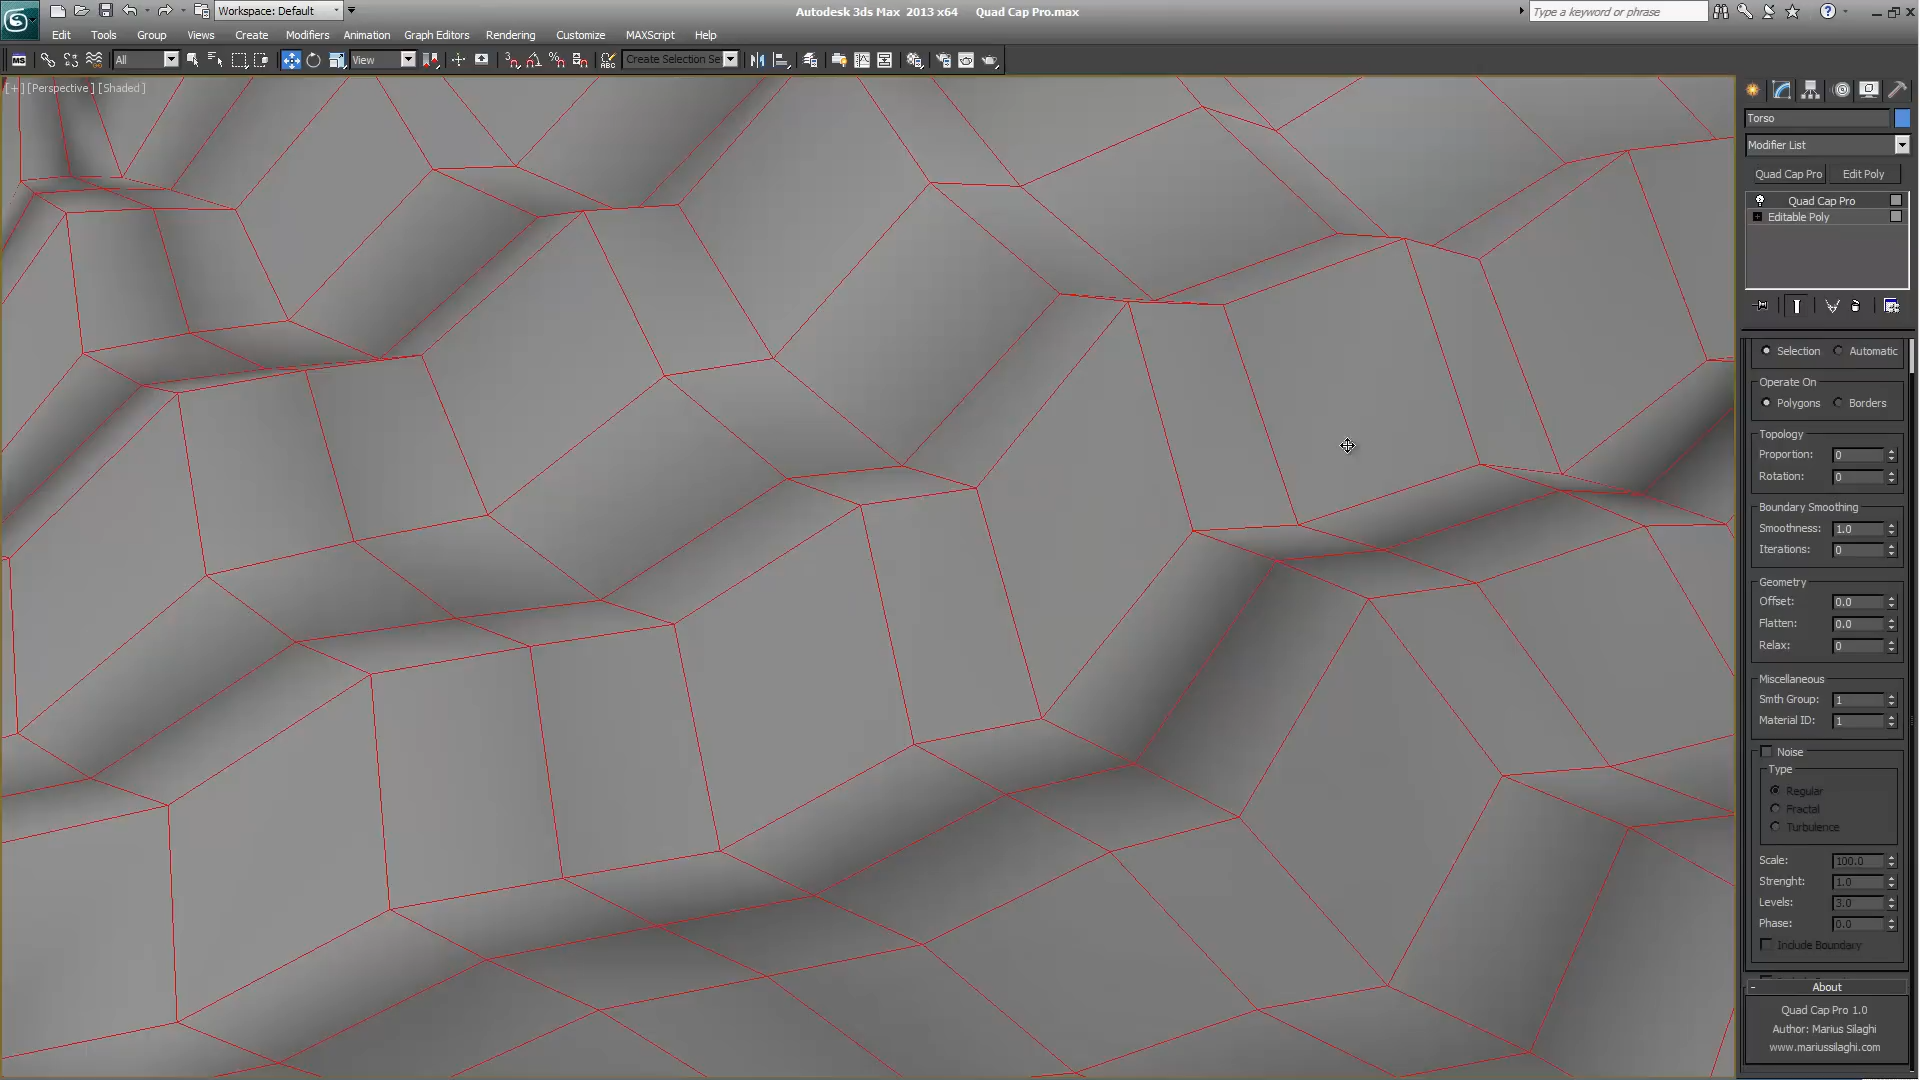 Workspace: Default
Autodesk 3ds Max 2013 x64 Quad Cap Pro.max
Type a keyword or phrase
Edit Tools Group Views Create Modifiers Animation Graph Editors Rendering Customize MAXScript Help
MS All View ABC Create Selection Se
[+] [Perspective] [Shaded]
Torso
Modifier List
Quad Cap Pro Edit Poly
Quad Cap Pro
Editable Poly
Selection Automatic
Operate On
Polygons Borders
Topology
Proportion: 0
Rotation: 0
Boundary Smoothing
Smoothness: 1.0
Iterations: 0
Geometry
Offset: 0.0
Flatten: 0.0
Relax: 0
Miscellaneous
Smth Group: 1
Material ID: 1
Noise
Type
Regular
Fractal
Turbulence
Scale: 100.0
Strenght: 1.0
Levels: 3.0
Phase: 0.0
Include Boundary
- About
Quad Cap Pro 1.0
Author: Marius Silaghi
www.mariussilaghi.com